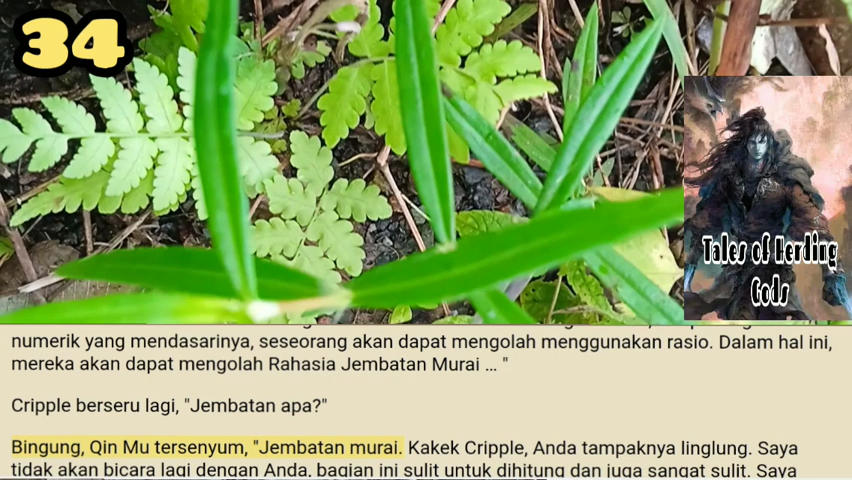 34
Tales of Herding
Gods
numerik yang mendasarinya, seseorang akan dapat mengolah menggunakan rasio. Dalam hal ini,
mereka akan dapat mengolah Rahasia Jembatan Murai ... "
Cripple berseru lagi, "Jembatan apa?"
Bingung, Qin Mu tersenyum, "Jembatan murai. Kakek Cripple, Anda tampaknya linglung. Saya
tidak akan bicara lagi dengan Anda, bagian ini sulit untuk dihitung dan juga sangat sulit. Saya